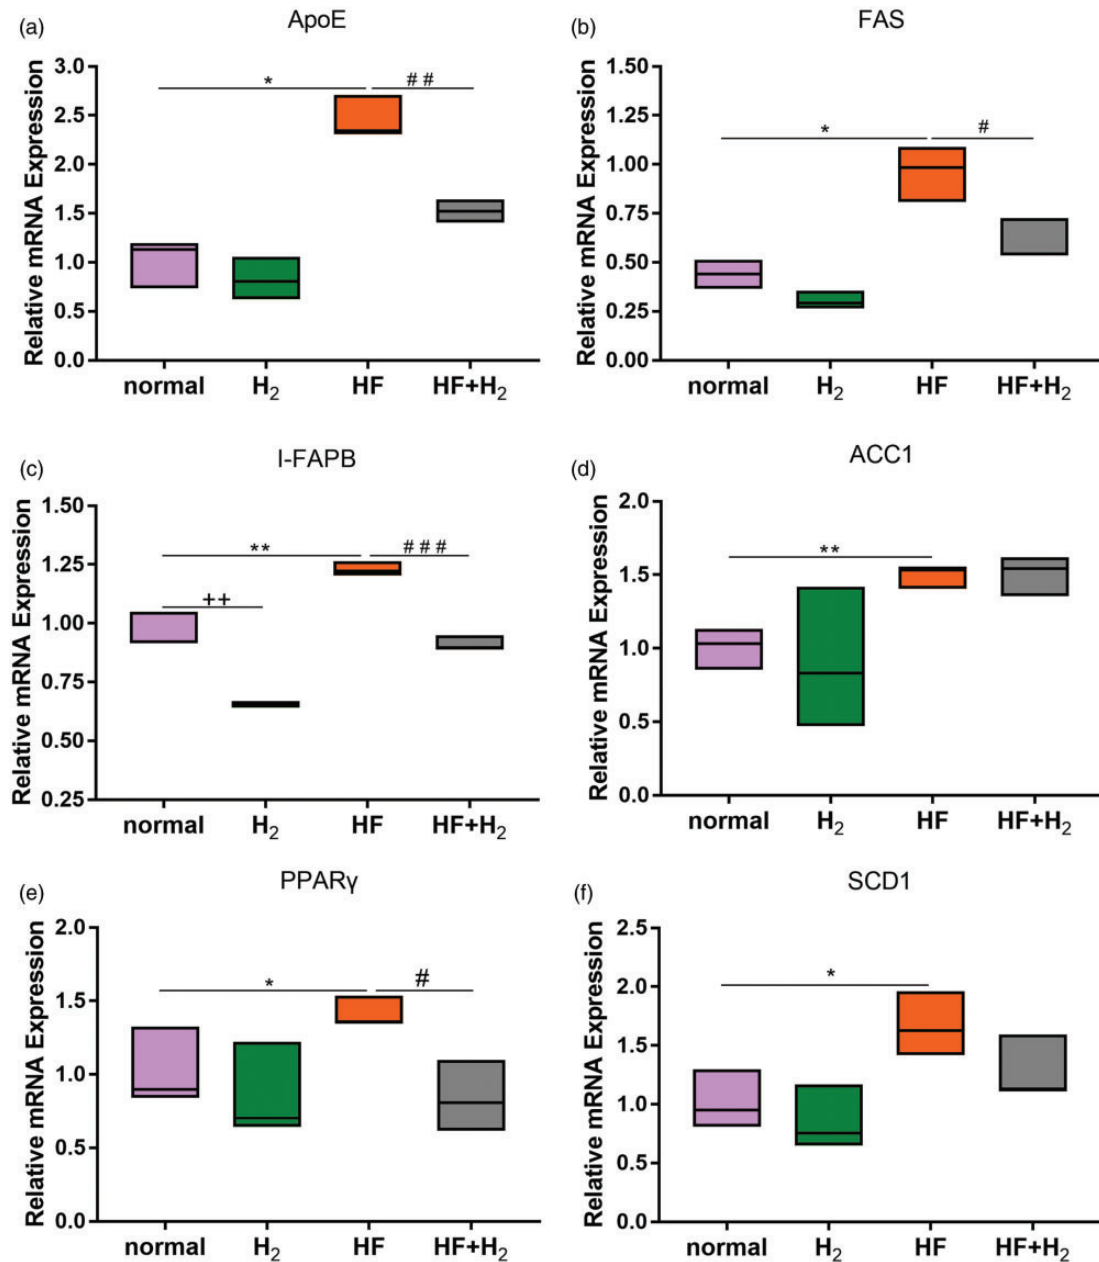 (a)
ApoE
Relative mRNA Expression
3.0
2.5
2.0
1.5
1.0
0.5
0.0
*
# #
normal
H₂
HF
HF+H₂
(b)
FAS
Relative mRNA Expression
1.50
1.25
1.00
0.75
0.50
0.25
0.00
*
#
normal
H₂
HF
HF+H₂
(c)
I-FAPB
Relative mRNA Expression
1.50
1.25
1.00
0.75
0.50
0.25
**
# # #
++
normal
H₂
HF
HF+H₂
(d)
ACC1
Relative mRNA Expression
2.0
1.5
1.0
0.5
0.0
**
normal
H₂
HF
HF+H₂
(e)
PPARγ
Relative mRNA Expression
2.0
1.5
1.0
0.5
0.0
*
#
normal
H₂
HF
HF+H₂
(f)
SCD1
Relative mRNA Expression
2.5
2.0
1.5
1.0
0.5
0.0
*
normal
H₂
HF
HF+H₂